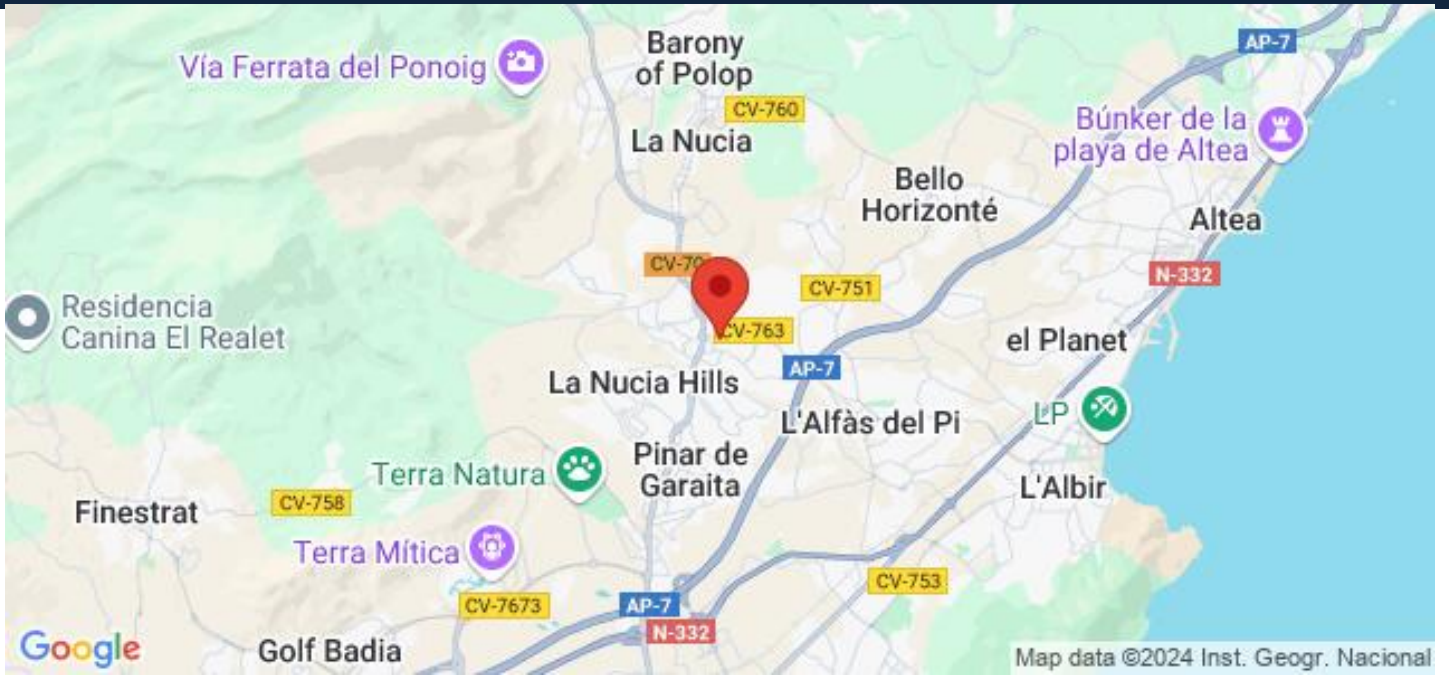 Barony
of Polop
AP-7
Vía Ferrata del Ponoig
CV-760
La Nucia
Búnker de la
playa de Altea
Bello
Horizonté
Altea
CV-70
N-332
CV-751
Residencia
Canina El Realet
CV-763
el Planet
AP-7
La Nucia Hills
L'Alfàs del Pi
LP
Pinar de
Garaita
Terra Natura
L'Albir
CV-758
Finestrat
Terra Mítica
CV-753
CV-7673
AP-7
N-332
Golf Badia
Google
Map data ©2024 Inst. Geogr. Nacional